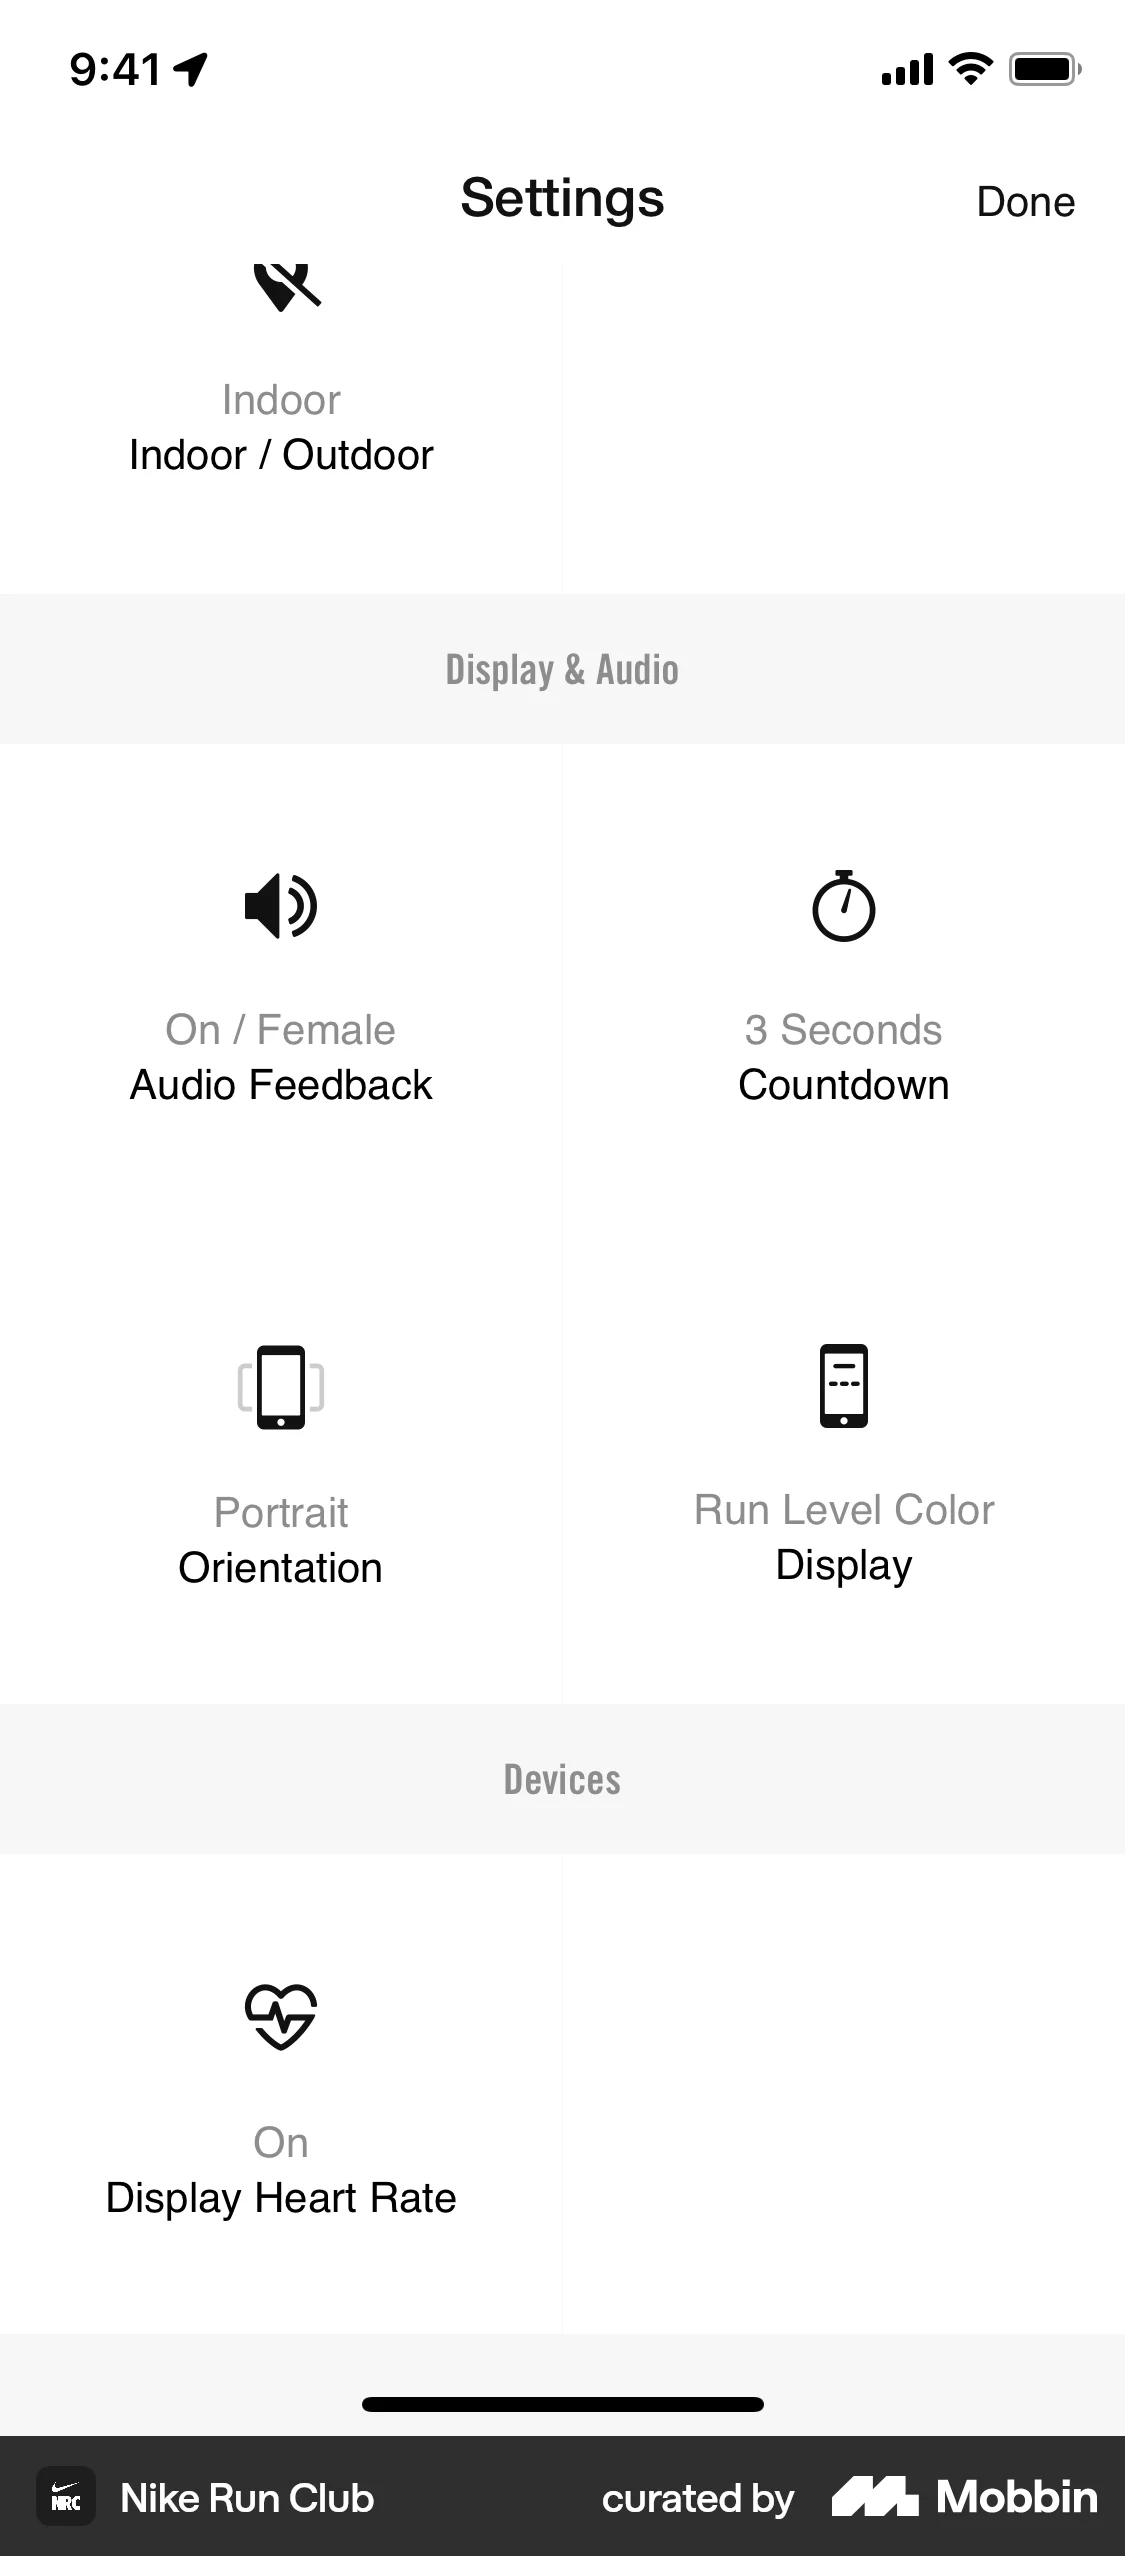 9:41
Settings
Done
Indoor
Indoor / Outdoor
Display & Audio
On / Female
Audio Feedback
3 Seconds
Countdown
Portrait
Orientation
Run Level Color
Display
Devices
On
Display Heart Rate
NRC
Nike Run Club
curated by
Mobbin